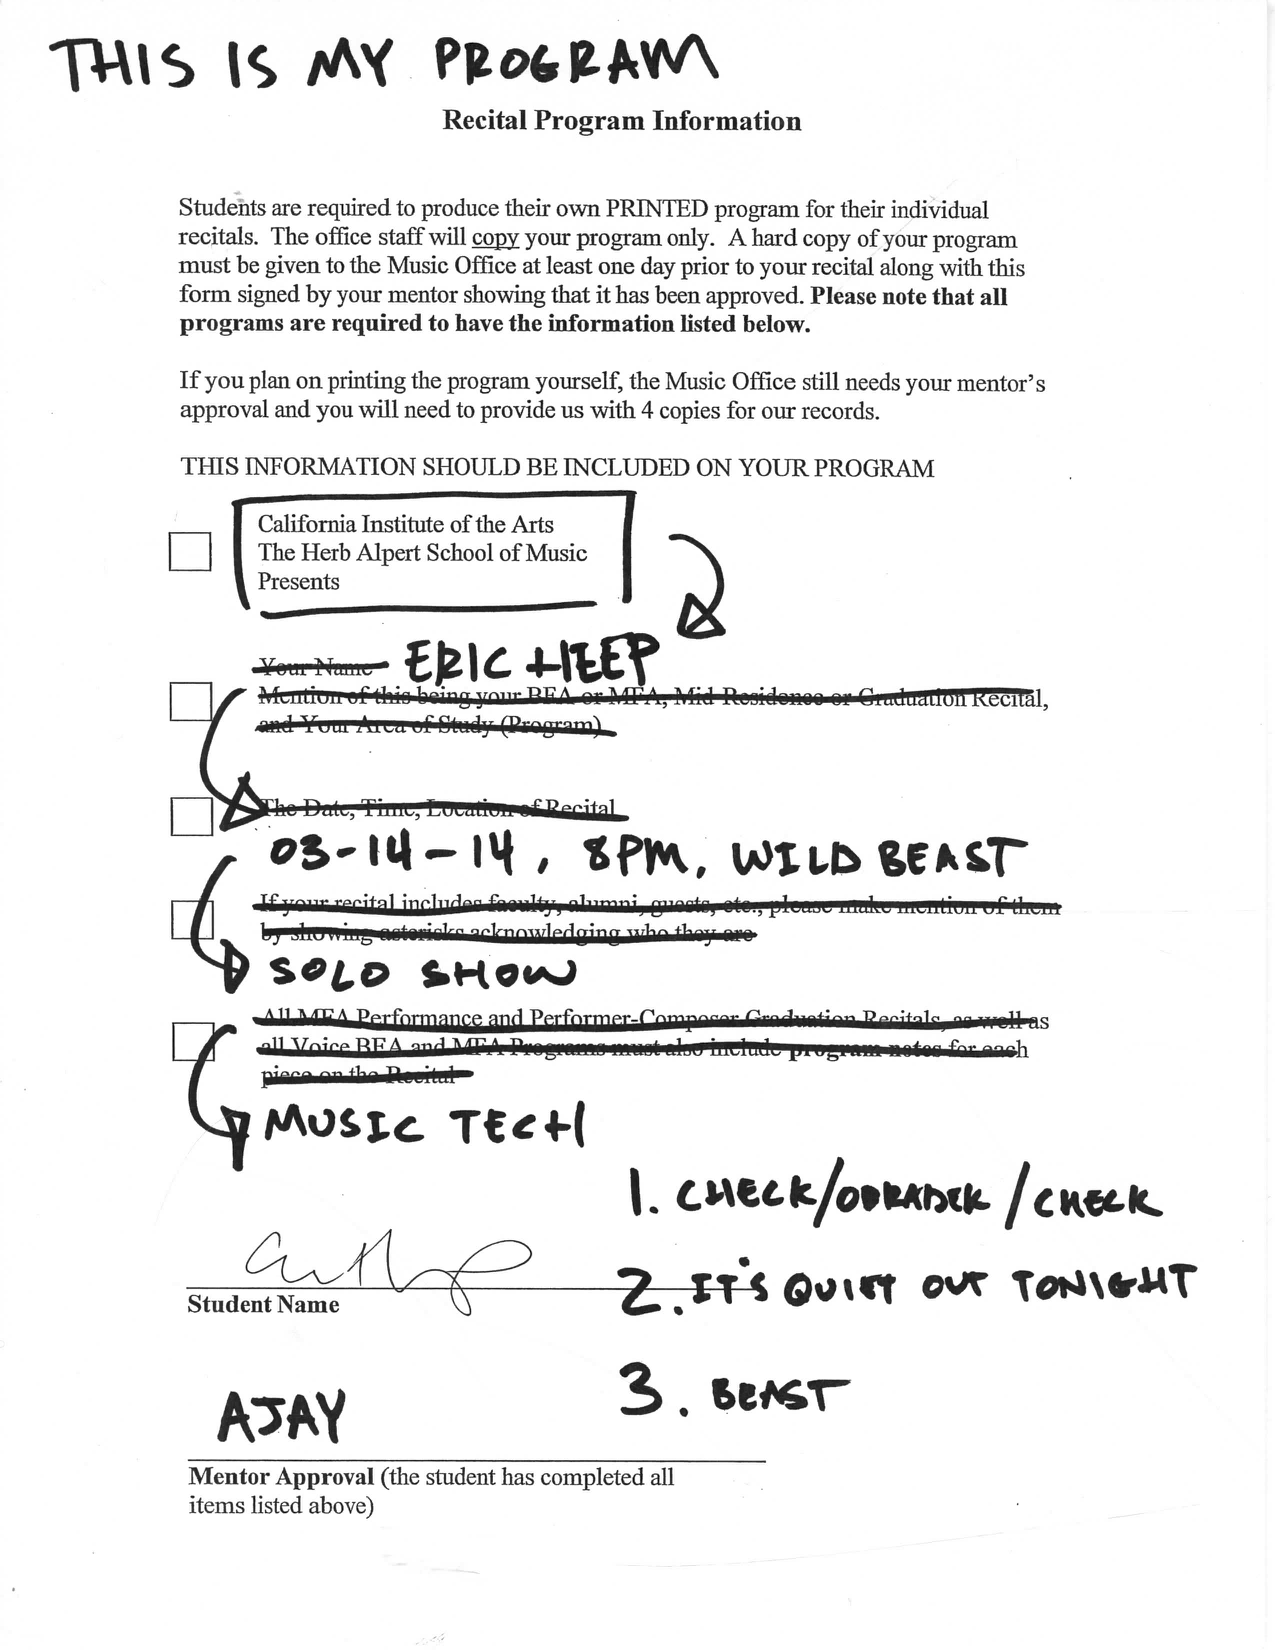 THIS IS MY PROGRAM
Recital Program Information
Students are required to produce their own PRINTED program for their individual
recitals. The office staff will copy your program only. A hard copy of your program
must be given to the Music Office at least one day prior to your recital along with this
form signed by your mentor showing that it has been approved. Please note that all
programs are required to have the information listed below.
If you plan on printing the program yourself, the Music Office still needs your mentor's
approval and you will need to provide us with 4 copies for our records.
THIS INFORMATION SHOULD BE INCLUDED ON YOUR PROGRAM
California Institute of the Arts
The Herb Alpert School of Music
Presents
Your Name ERIC HEEP
Mention of this being your BFA or MFA, Mid-Residence or Graduation Recital,
and Your Area of Study (Program)
The Date, Time, Location of Recital
03-14-14, 8PM, WILD BEAST
If your recital includes faculty, alumni, guests, etc., please make mention of them
by showing astericks acknowledging who they are
SOLO SHOW
All MFA Performance and Performer-Composer Graduation Recitals, as well as
all Voice BFA and MFA Programs must also include program notes for each
piece on the Recital
MUSIC TECH
1. CHECK/ODRADEK/CHECK
2. IT'S QUIET OUT TONIGHT
Student Name
3. BEAST
AJAY
Mentor Approval (the student has completed all
items listed above)